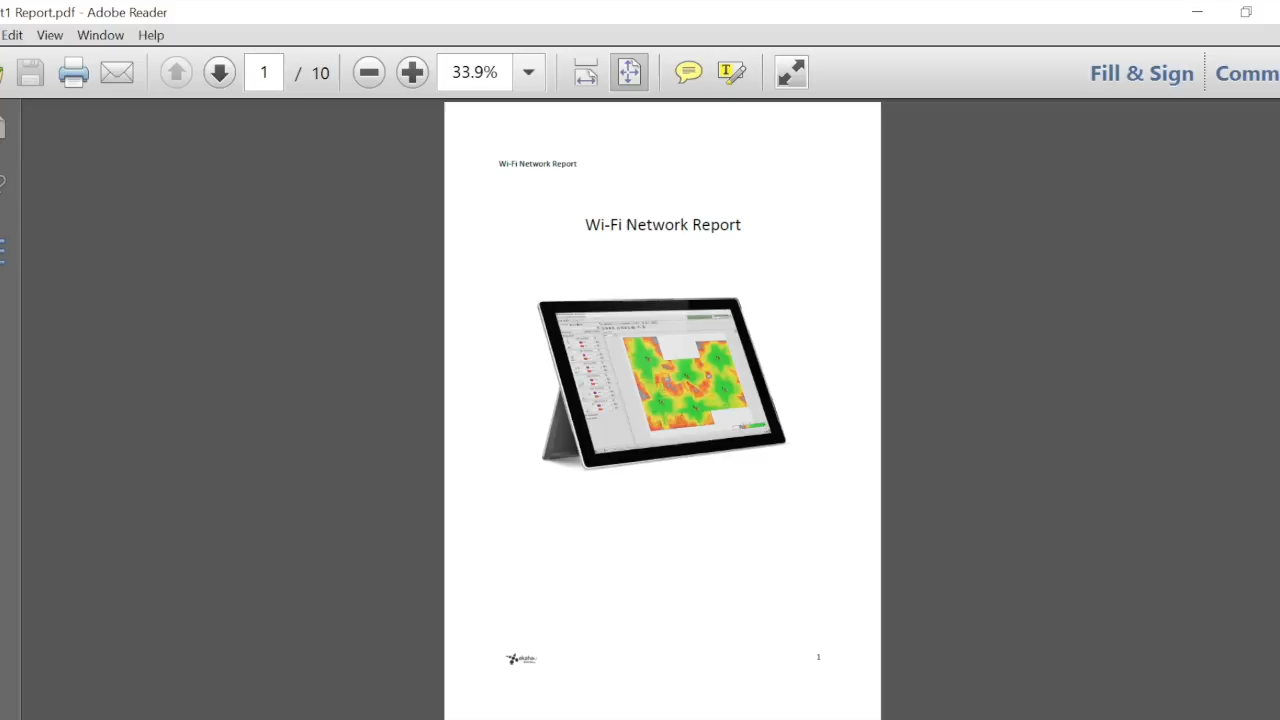 t1 Report.pdf - Adobe Reader
Edit View Window Help
1 / 10 33.9% Fill & Sign Comm
Wi-Fi Network Report
Wi-Fi Network Report
1